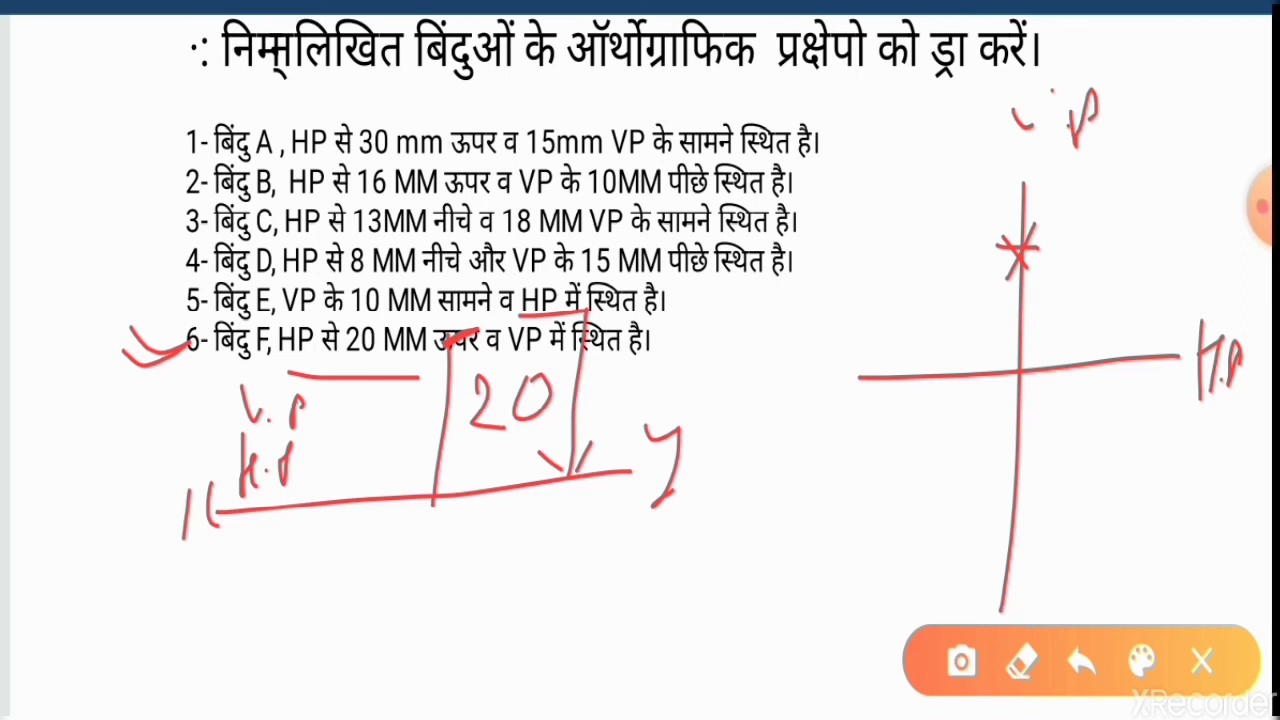 ∴ निम्म्नलिखित बिंदुओं के ऑर्थोग्राफिक प्रक्षेपो को ड्रा करें।
1- बिंदु A , HP से 30 mm ऊपर व 15mm VP के सामने स्थित है।
2- बिंदु B, HP से 16 MM ऊपर व VP के 10MM पीछे स्थित है।
3- बिंदु C, HP से 13MM नीचे व 18 MM VP के सामने स्थित है।
4- बिंदु D, HP से 8 MM नीचे और VP के 15 MM पीछे स्थित है।
5- बिंदु E, VP के 10 MM सामने व HP में स्थित है।
6- बिंदु F, HP से 20 MM ऊपर व VP में स्थित है।
V.P
H.P
20
y
V.P
H.P
XRecorder